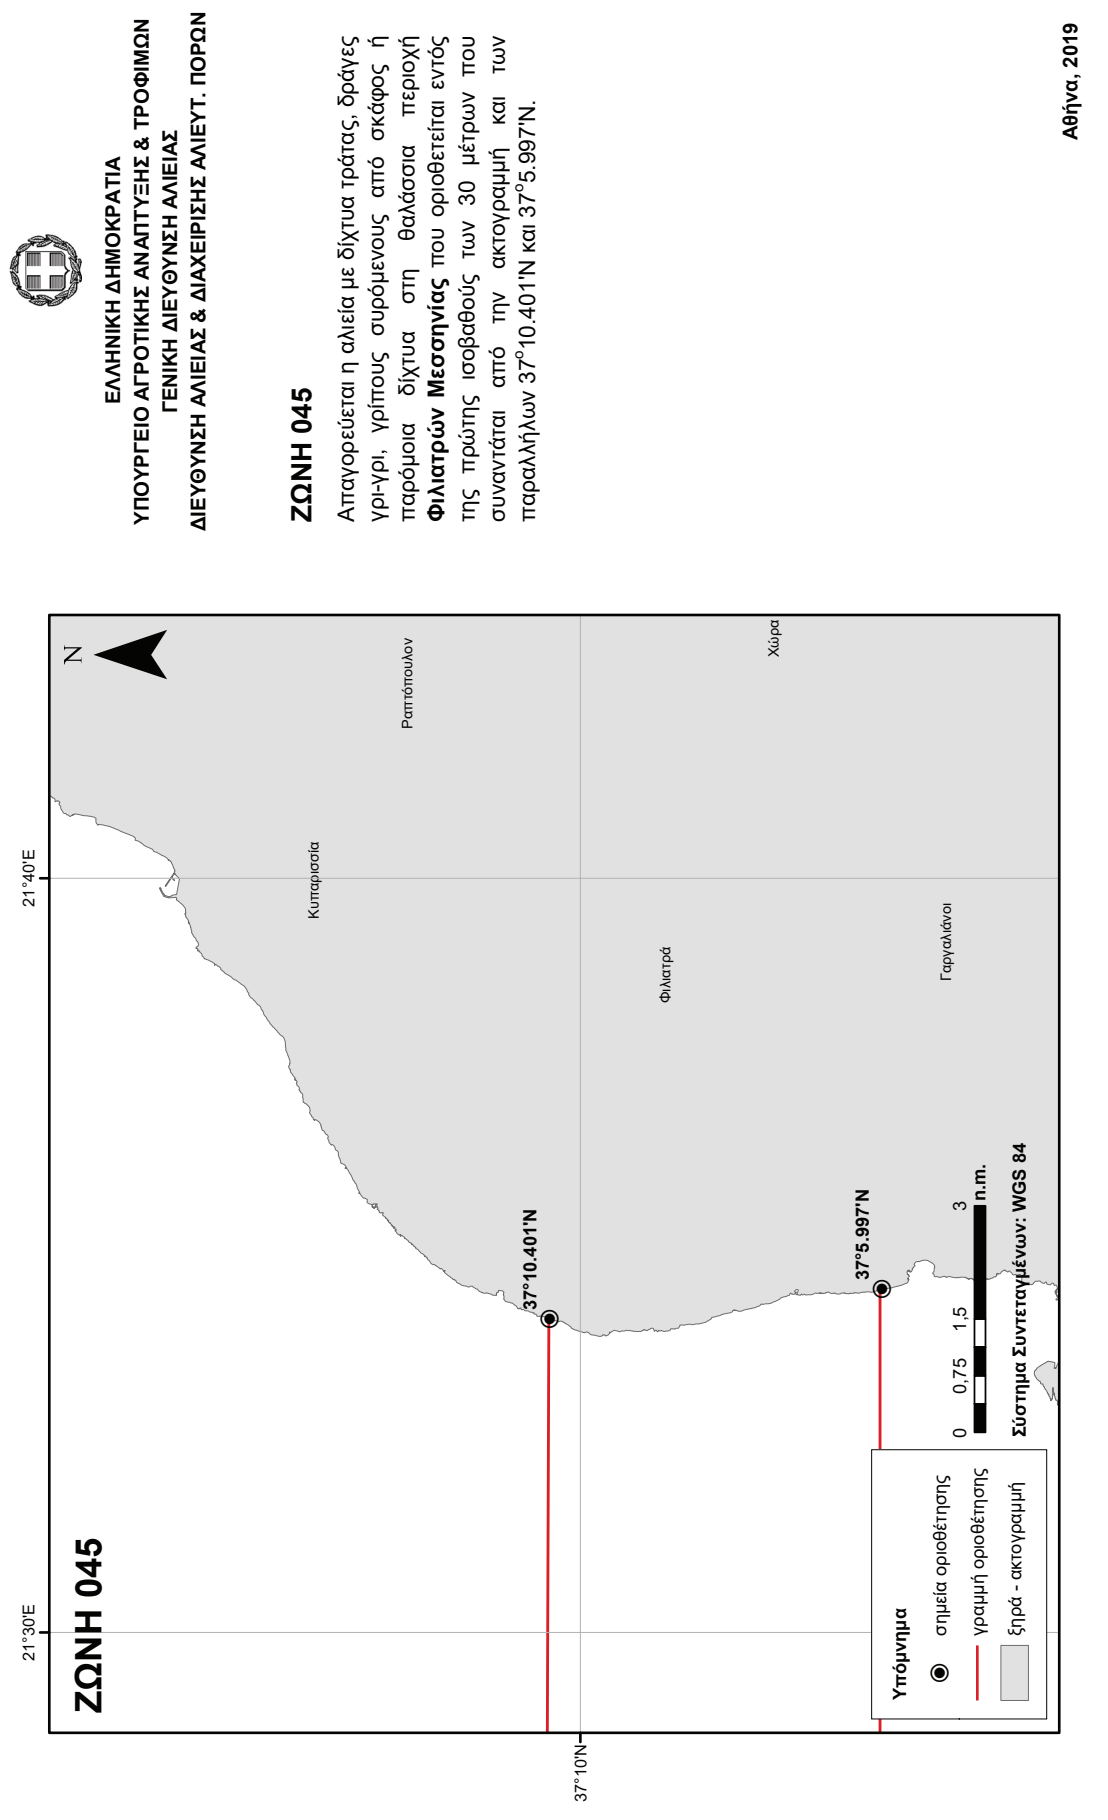 ΖΩΝΗ 045
21°30'E
21°40'E
37°10'N
N
Κυπαρισσία
Ραπτόπουλον
37°10.401'N
Φιλιατρά
Χώρα
37°5.997'N
Γαργαλιάνοι
Υπόμνημα
σημεία οριοθέτησης
γραμμή οριοθέτησης
ξηρά - ακτογραμμή
0 0,75 1,5 3
n.m.
Σύστημα Συντεταγμένων: WGS 84
ΕΛΛΗΝΙΚΗ ΔΗΜΟΚΡΑΤΙΑ
ΥΠΟΥΡΓΕΙΟ ΑΓΡΟΤΙΚΗΣ ΑΝΑΠΤΥΞΗΣ & ΤΡΟΦΙΜΩΝ
ΓΕΝΙΚΗ ΔΙΕΥΘΥΝΣΗ ΑΛΙΕΙΑΣ
ΔΙΕΥΘΥΝΣΗ ΑΛΙΕΙΑΣ & ΔΙΑΧΕΙΡΙΣΗΣ ΑΛΙΕΥΤ. ΠΟΡΩΝ
ΖΩΝΗ 045
Απαγορεύεται η αλιεία με δίχτυα τράτας, δράγες
γρι-γρι, γρίπους συρόμενους από σκάφος ή
παρόμοια δίχτυα στη θαλάσσια περιοχή
Φιλιατρών Μεσσηνίας που οριοθετείται εντός
της πρώτης ισοβαθούς των 30 μέτρων που
συναντάται από την ακτογραμμή και των
παραλλήλων 37°10.401'N και 37°5.997'N.
Αθήνα, 2019